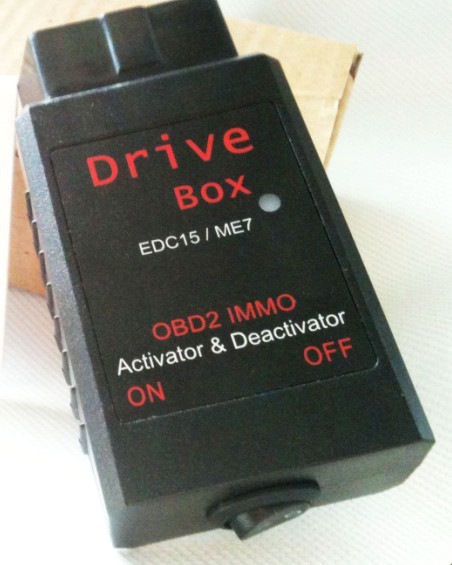 Drive
Box
EDC15 / ME7
OBD2 IMMO
Activator & Deactivator
ON OFF